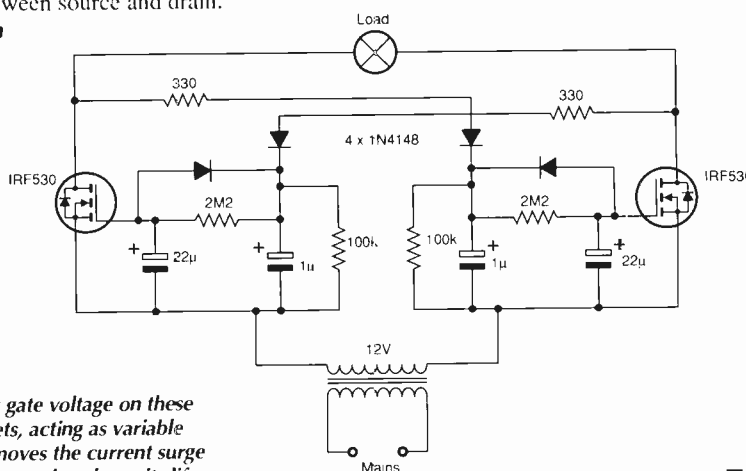 ween source and drain.
Load
330
330
4 x 1N4148
IRF530
IRF530
2M2
2M2
+
22µ
+
1µ
100k
100k
+
1µ
+
22µ
12V
gate voltage on these
ets, acting as variable
moves the current surge
Mains